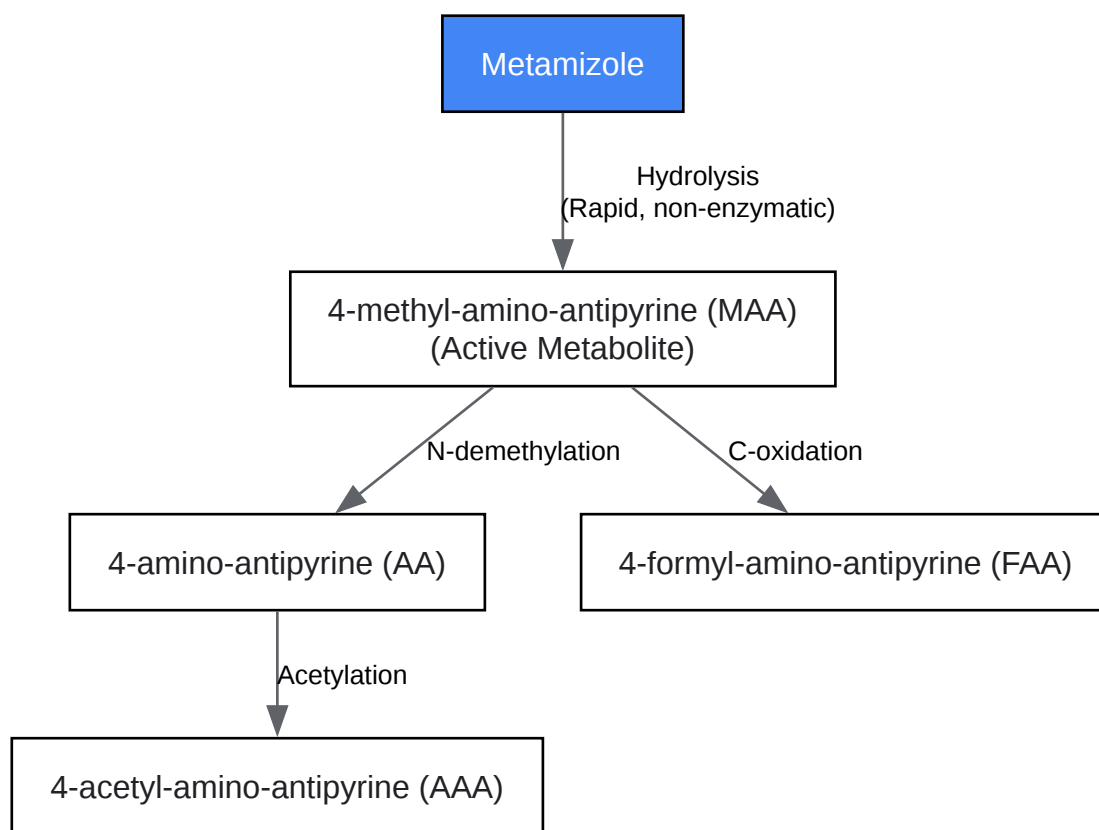 Metamizole
Hydrolysis
(Rapid, non-enzymatic)
4-methyl-amino-antipyrine (MAA)
(Active Metabolite)
N-demethylation
C-oxidation
4-amino-antipyrine (AA)
4-formyl-amino-antipyrine (FAA)
Acetylation
4-acetyl-amino-antipyrine (AAA)